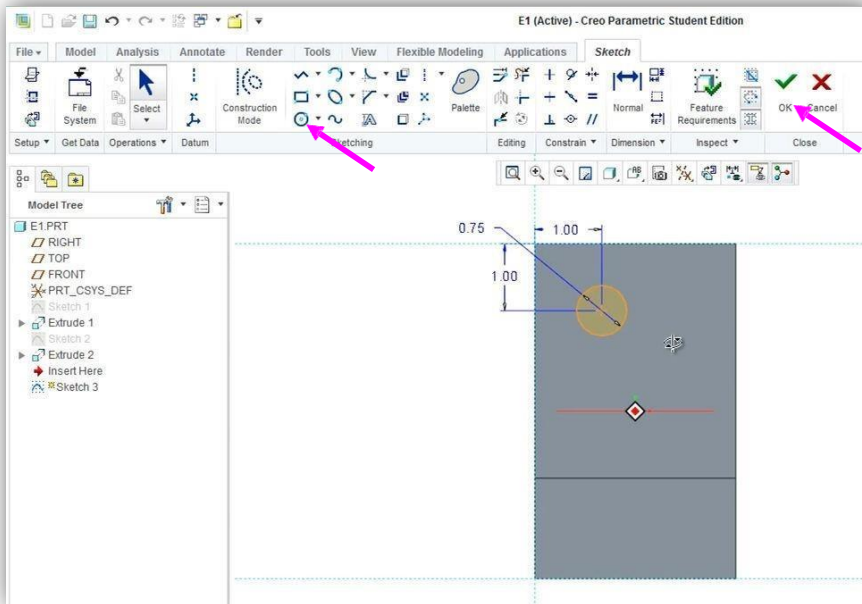 E1 (Active) - Creo Parametric Student Edition
File Model Analysis Annotate Render Tools View Flexible Modeling Applications Sketch
File System
Select
Construction Mode
Palette
Normal
Feature Requirements
OK
Cancel
Setup Get Data Operations Datum Sketching Editing Constrain Dimension Inspect Close
Model Tree
E1.PRT
RIGHT
TOP
FRONT
PRT_CSYS_DEF
Sketch 1
Extrude 1
Sketch 2
Extrude 2
Insert Here
Sketch 3
0.75
1.00
1.00